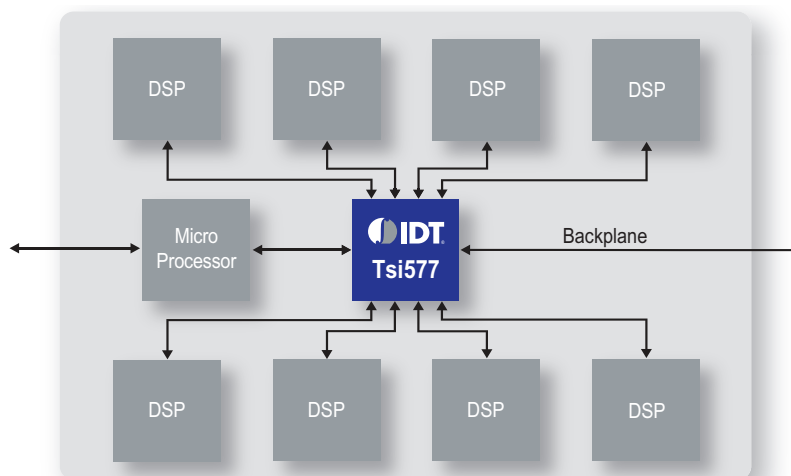 DSP
DSP
DSP
DSP
Micro
Processor
IDT
Tsi577
Backplane
DSP
DSP
DSP
DSP